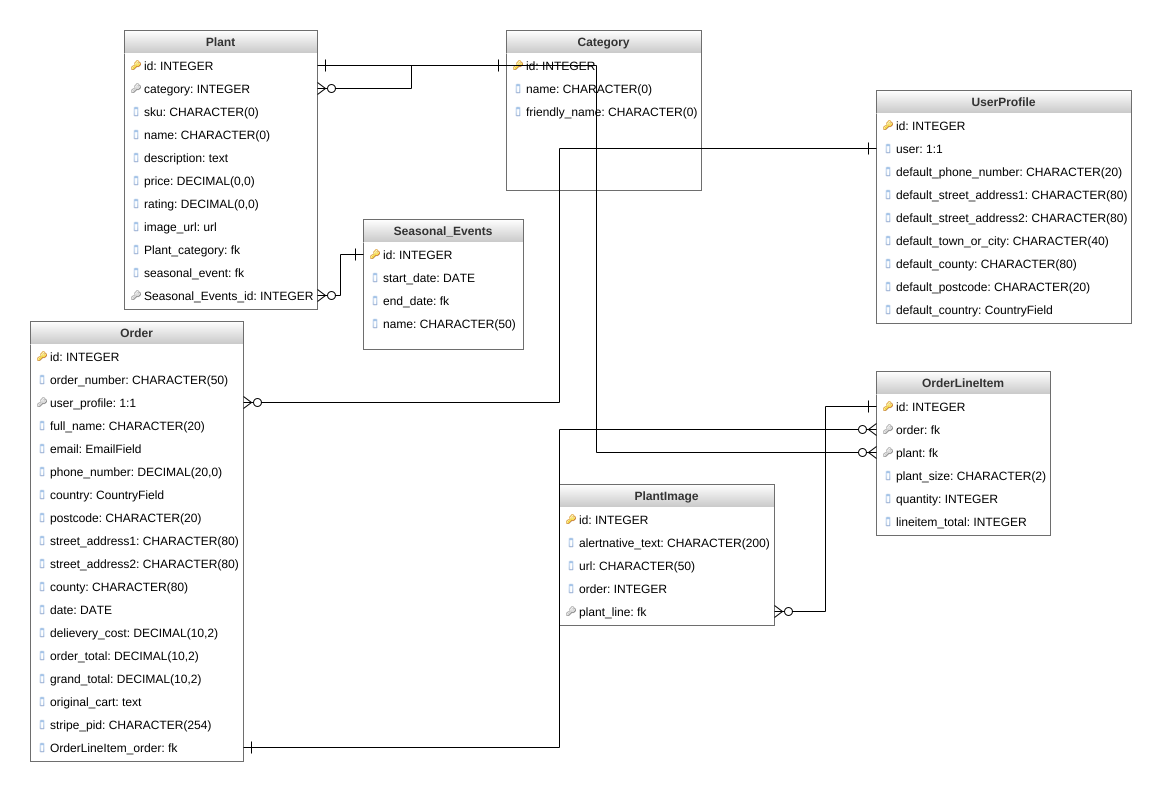 Plant
id: INTEGER
category: INTEGER
sku: CHARACTER(0)
name: CHARACTER(0)
description: text
price: DECIMAL(0,0)
rating: DECIMAL(0,0)
image_url: url
Plant_category: fk
seasonal_event: fk
Seasonal_Events_id: INTEGER
Category
id: INTEGER
name: CHARACTER(0)
friendly_name: CHARACTER(0)
UserProfile
id: INTEGER
user: 1:1
default_phone_number: CHARACTER(20)
default_street_address1: CHARACTER(80)
default_street_address2: CHARACTER(80)
default_town_or_city: CHARACTER(40)
default_county: CHARACTER(80)
default_postcode: CHARACTER(20)
default_country: CountryField
Seasonal_Events
id: INTEGER
start_date: DATE
end_date: fk
name: CHARACTER(50)
Order
id: INTEGER
order_number: CHARACTER(50)
user_profile: 1:1
full_name: CHARACTER(20)
email: EmailField
phone_number: DECIMAL(20,0)
country: CountryField
postcode: CHARACTER(20)
street_address1: CHARACTER(80)
street_address2: CHARACTER(80)
county: CHARACTER(80)
date: DATE
delievery_cost: DECIMAL(10,2)
order_total: DECIMAL(10,2)
grand_total: DECIMAL(10,2)
original_cart: text
stripe_pid: CHARACTER(254)
OrderLineItem_order: fk
OrderLineItem
id: INTEGER
order: fk
plant: fk
plant_size: CHARACTER(2)
quantity: INTEGER
lineitem_total: INTEGER
PlantImage
id: INTEGER
alertnative_text: CHARACTER(200)
url: CHARACTER(50)
order: INTEGER
plant_line: fk